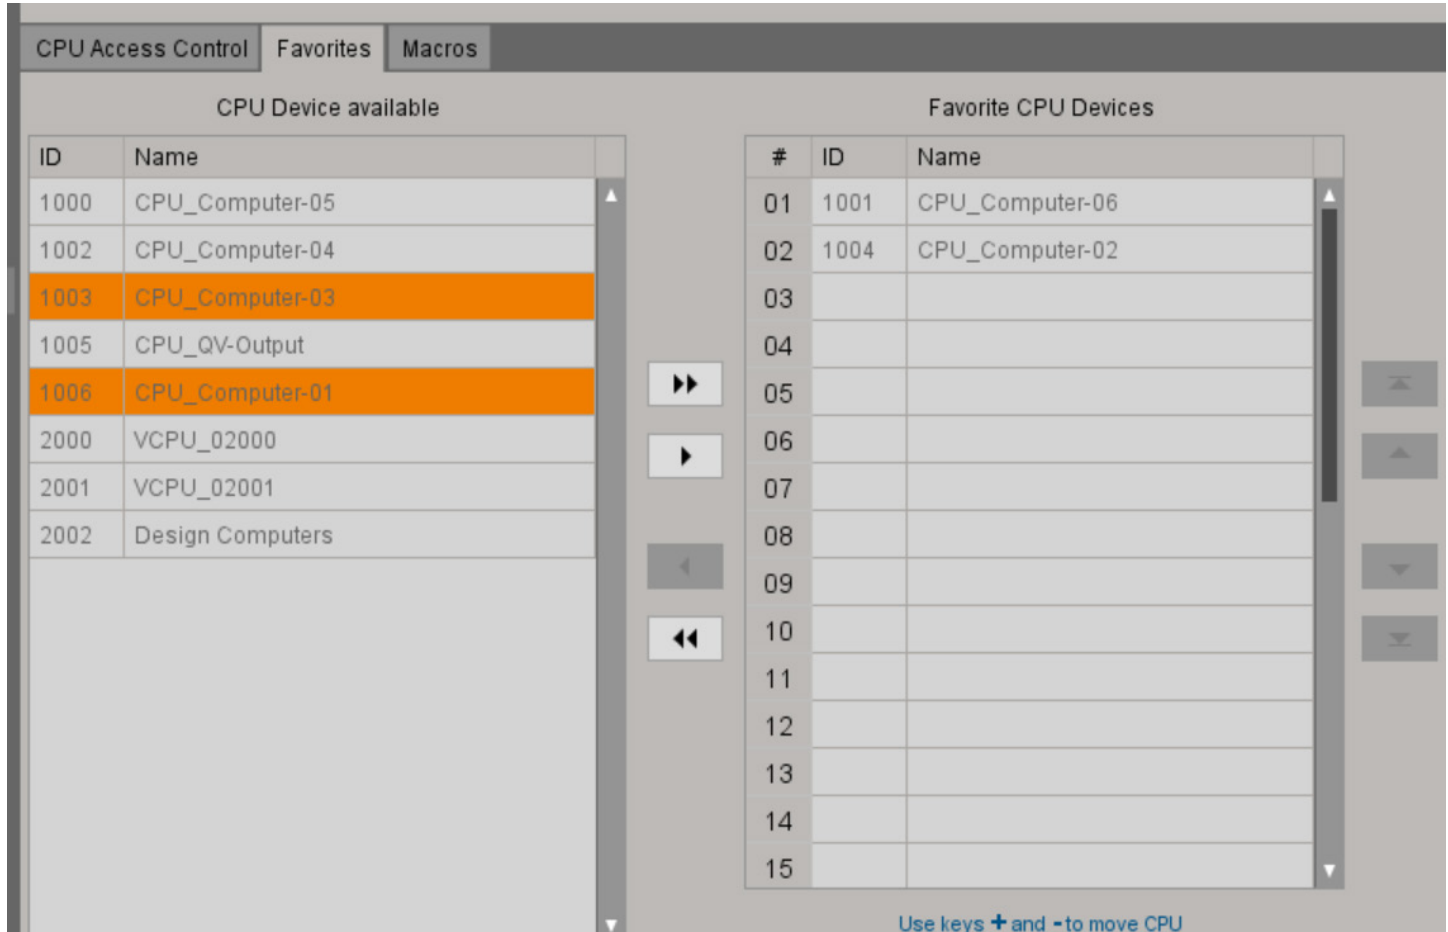 CPU Access Control Favorites Macros
CPU Device available
ID Name
1000 CPU_Computer-05
1002 CPU_Computer-04
1003 CPU_Computer-03
1005 CPU_QV-Output
1006 CPU_Computer-01
2000 VCPU_02000
2001 VCPU_02001
2002 Design Computers
Favorite CPU Devices
# ID Name
01 1001 CPU_Computer-06
02 1004 CPU_Computer-02
03
04
05
06
07
08
09
10
11
12
13
14
15
Use keys + and - to move CPU